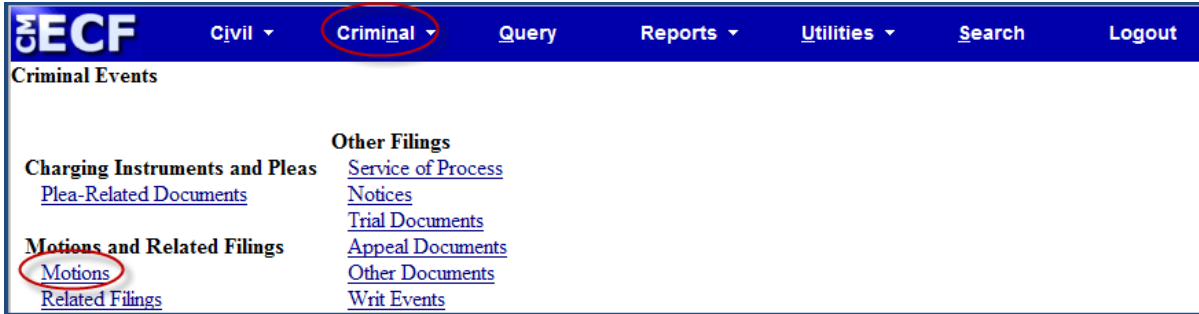 CM ECF Civil Criminal Query Reports Utilities Search Logout
Criminal Events
Charging Instruments and Pleas
Plea-Related Documents
Motions and Related Filings
Motions
Related Filings
Other Filings
Service of Process
Notices
Trial Documents
Appeal Documents
Other Documents
Writ Events